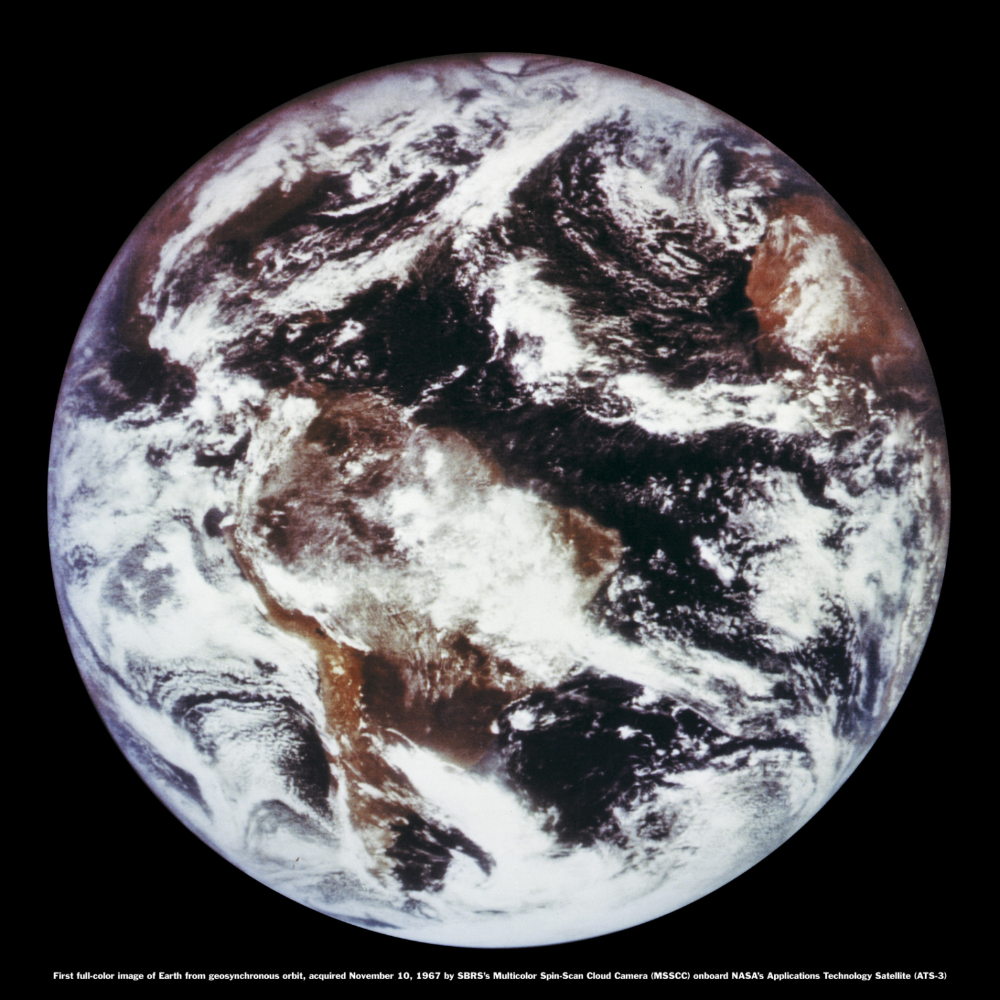 First full-color image of Earth from geosynchronous orbit, acquired November 10, 1967 by SBRS's Multicolor Spin-Scan Cloud Camera (MSSCC) onboard NASA's Applications Technology Satellite (ATS-3)